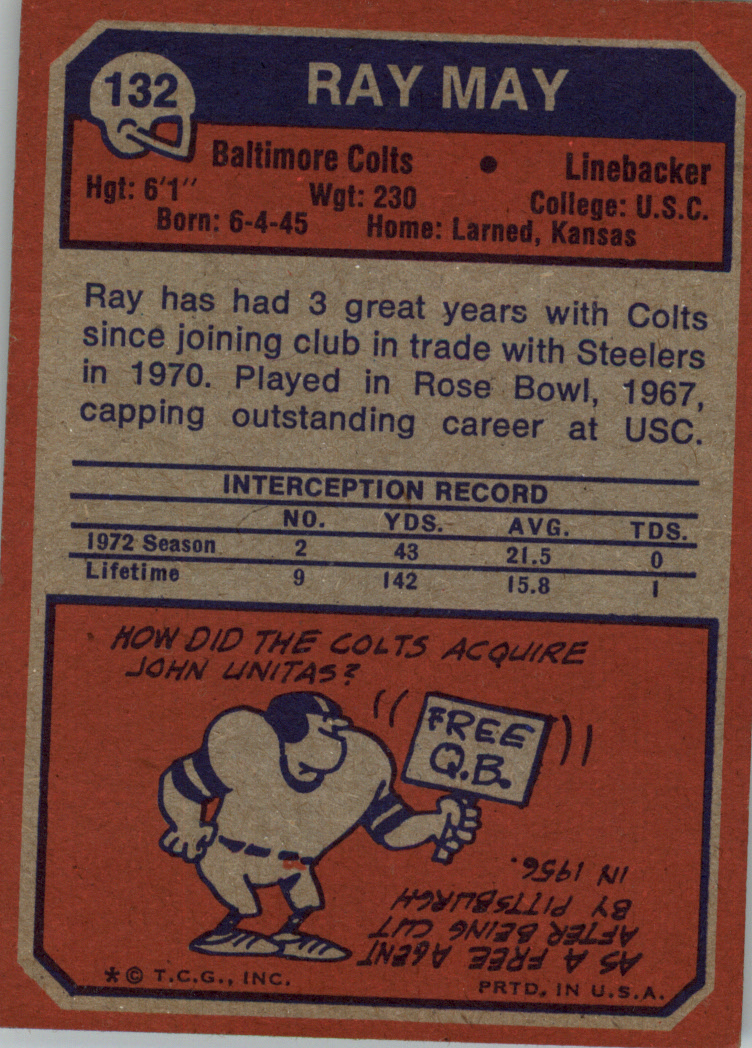 132
RAY MAY
Baltimore Colts • Linebacker
Hgt: 6'1" Wgt: 230 College: U.S.C.
Born: 6-4-45 Home: Larned, Kansas
Ray has had 3 great years with Colts
since joining club in trade with Steelers
in 1970. Played in Rose Bowl, 1967,
capping outstanding career at USC.
INTERCEPTION RECORD
NO. YDS. AVG. TDS.
1972 Season 2 43 21.5 0
Lifetime 9 142 15.8 1
HOW DID THE COLTS ACQUIRE
JOHN UNITAS?
FREE
Q.B.
AS A FREE AGENT
AFTER BEING CUT
BY PITTSBURGH
IN 1956.
* © T.C.G., INC. PRTD. IN U.S.A.